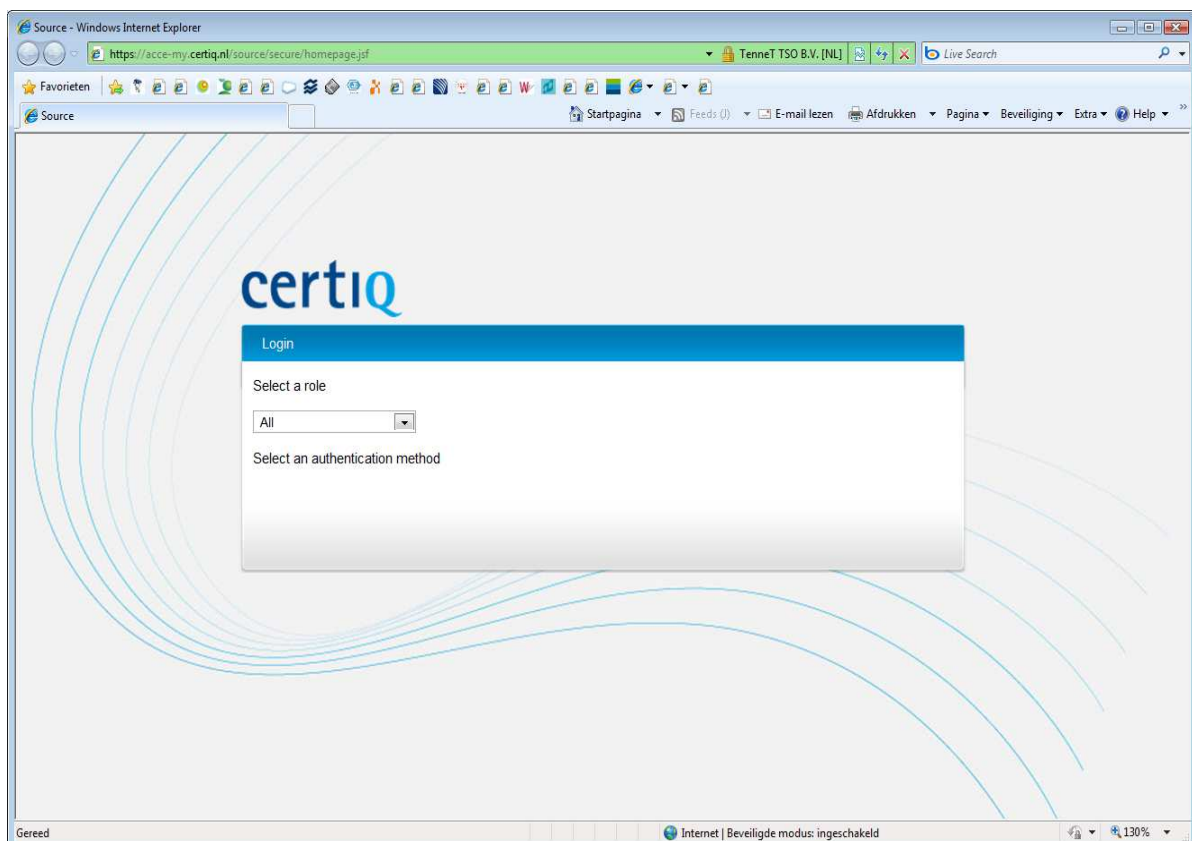 Source - Windows Internet Explorer
https://acce-my.certiq.nl/source/secure/homepage.jsf TenneT TSO B.V. [NL] Live Search
Favorieten
Source Startpagina Feeds (J) E-mail lezen Afdrukken Pagina Beveiliging Extra Help »
certiQ
Login
Select a role
All
Select an authentication method
Gereed Internet | Beveiligde modus: ingeschakeld 130%